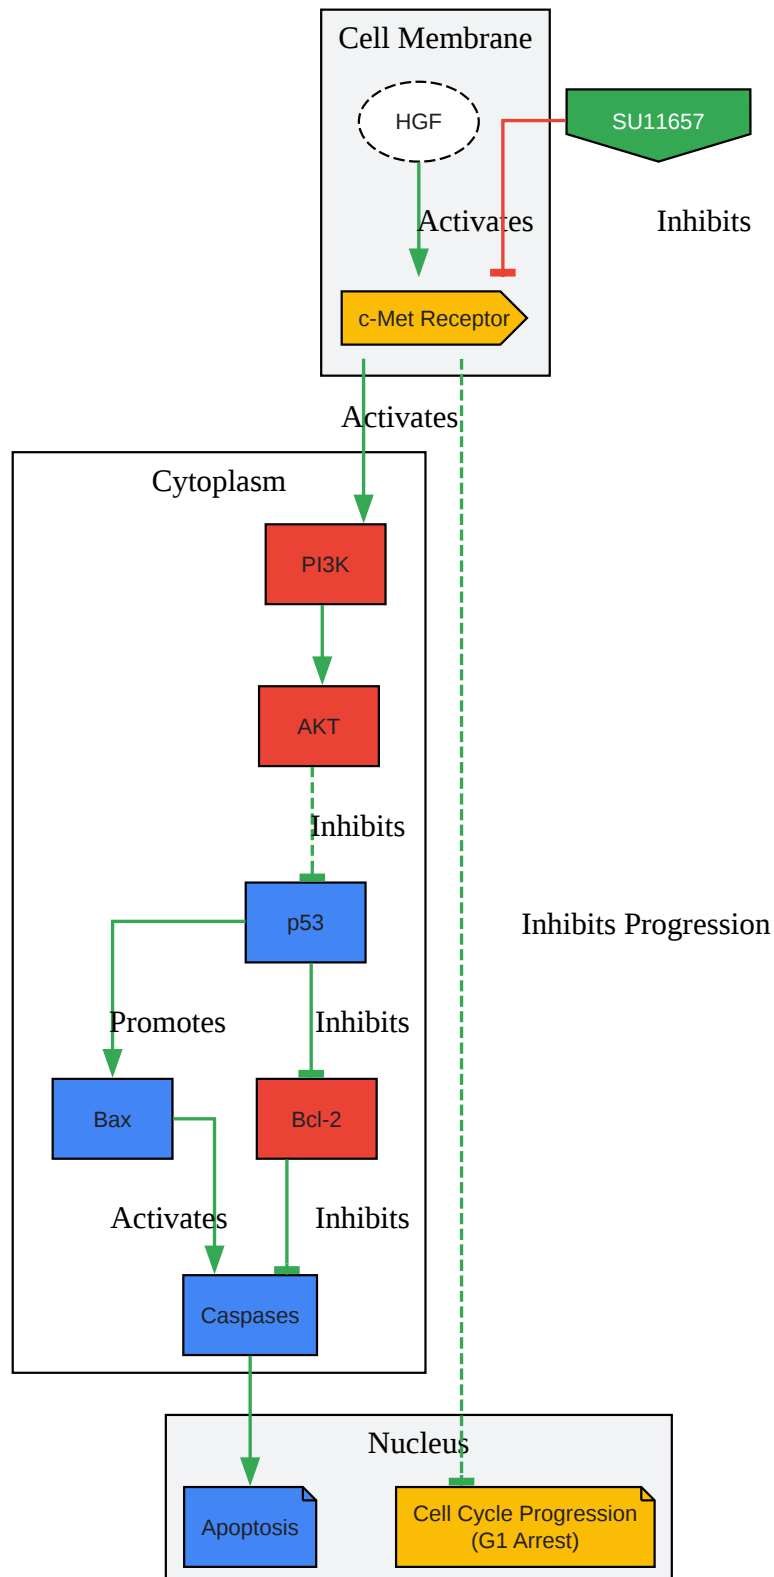 Cell Membrane
HGF
SU11657
Activates
Inhibits
c-Met Receptor
Activates
Cytoplasm
PI3K
AKT
Inhibits
p53
Inhibits Progression
Promotes
Inhibits
Bax
Bcl-2
Activates
Inhibits
Caspases
Nucleus
Apoptosis
Cell Cycle Progression
(G1 Arrest)